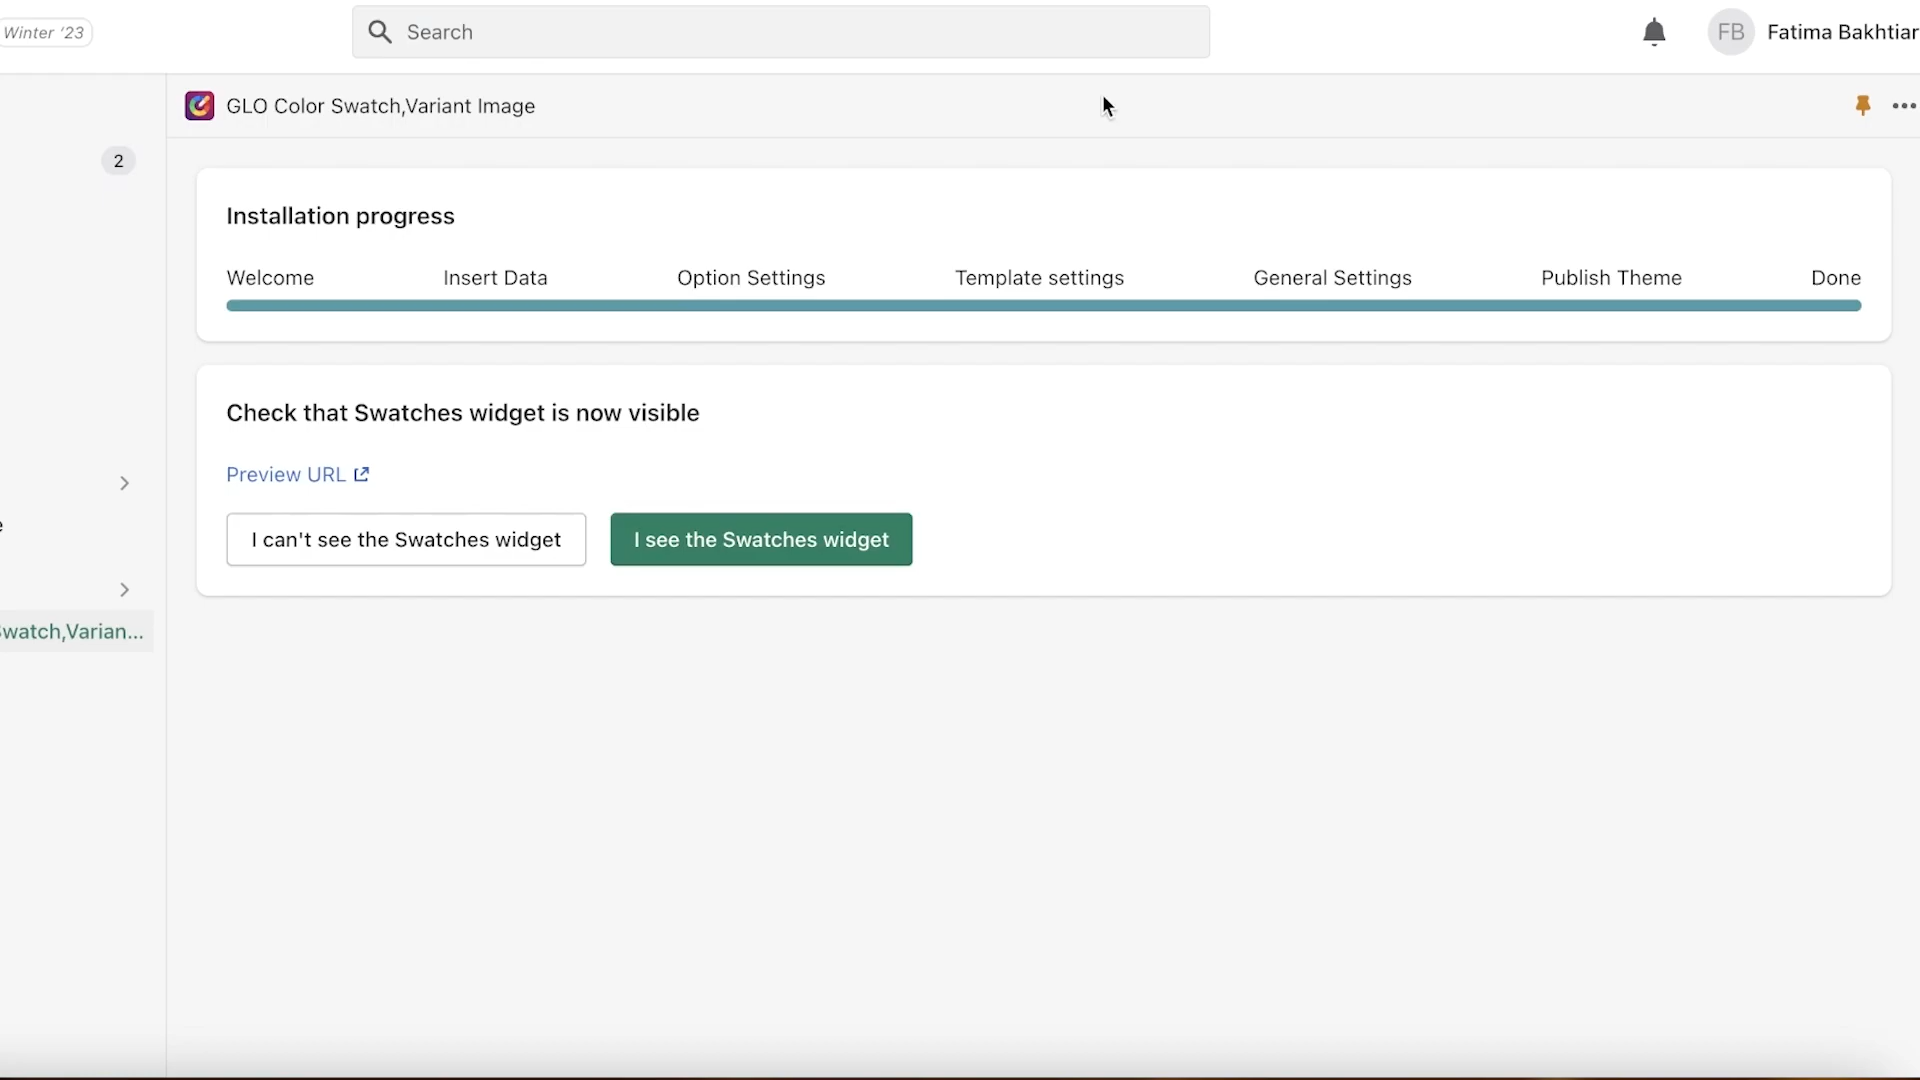 Winter '23
Search
FB
Fatima Bakhtiar
GLO Color Swatch,Variant Image
2
Installation progress
Welcome
Insert Data
Option Settings
Template settings
General Settings
Publish Theme
Done
Check that Swatches widget is now visible
Preview URL
I can't see the Swatches widget
I see the Swatches widget
e
Swatch,Varian...